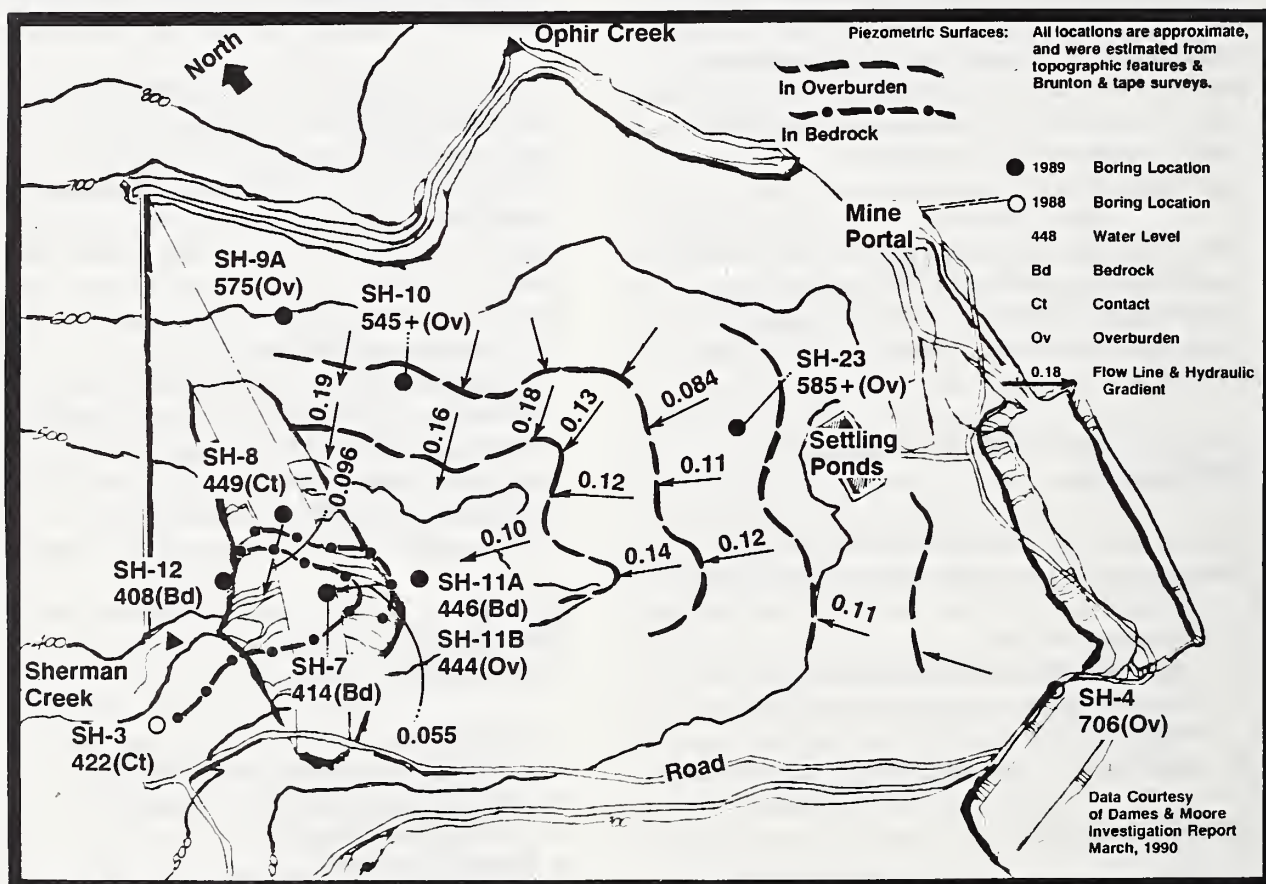 Ophir Creek
North
Piezometric Surfaces:
In Overburden
In Bedrock
All locations are approximate,
and were estimated from
topographic features &
Brunton & tape surveys.
1989 Boring Location
1988 Boring Location
448 Water Level
Bd Bedrock
Ct Contact
Ov Overburden
0.18 Flow Line & Hydraulic
Gradient
800
700
Mine
Portal
SH-9A
575(Ov)
SH-10
545+(Ov)
600
SH-23
585+(Ov)
0.19
0.16
0.18
0.13
0.084
Settling
Ponds
500
SH-8
449(Ct)
0.096
0.12
0.11
0.10
0.14
0.12
SH-12
408(Bd)
SH-11A
446(Bd)
SH-11B
444(Ov)
0.11
400
Sherman
Creek
SH-7
414(Bd)
SH-3
422(Ct)
0.055
SH-4
706(Ov)
Road
Data Courtesy
of Dames & Moore
Investigation Report
March, 1990